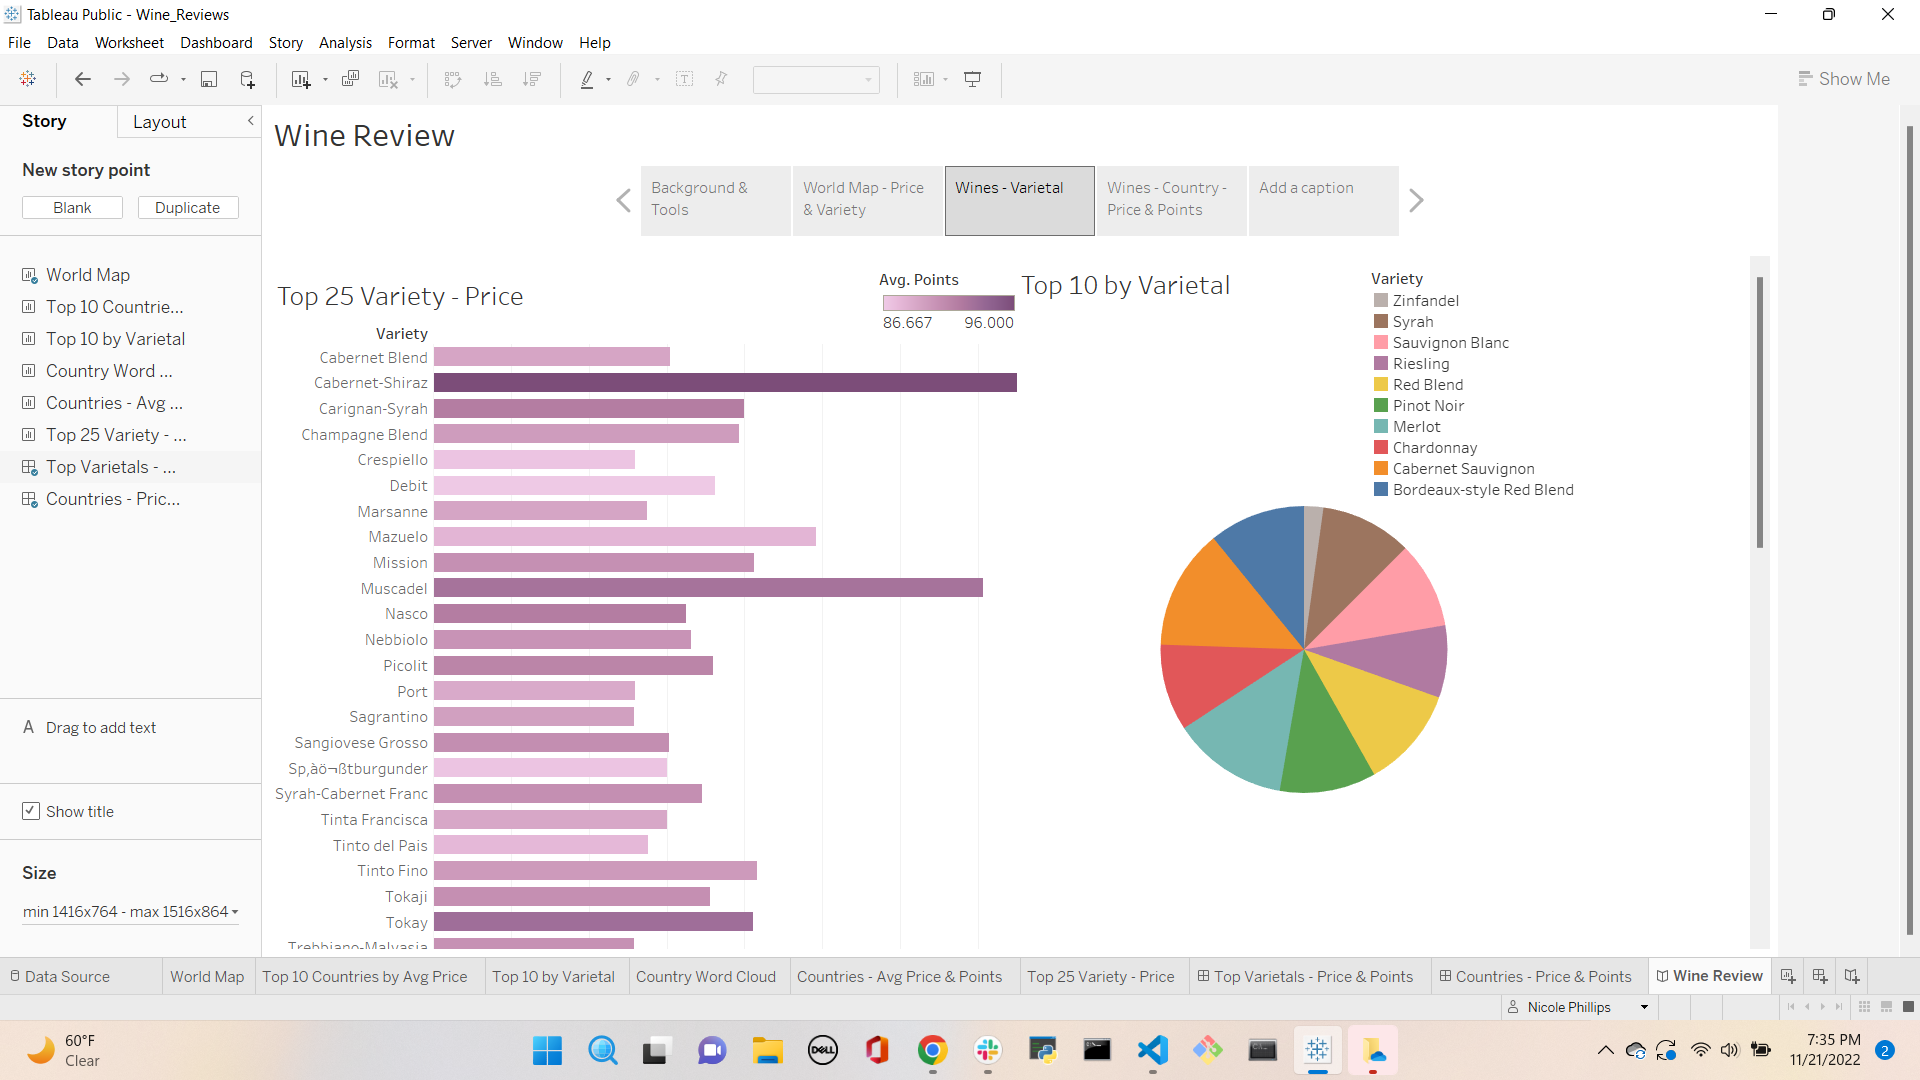 Tableau Public - Wine_Reviews
File Data Worksheet Dashboard Story Analysis Format Server Window Help
Show Me
Story
Layout
New story point
Blank
Duplicate
World Map
Top 10 Countrie...
Top 10 by Varietal
Country Word ...
Countries - Avg ...
Top 25 Variety - ...
Top Varietals - ...
Countries - Pric...
A Drag to add text
Show title
Size
min 1416x764 - max 1516x864
Wine Review
Background &
Tools
World Map - Price
& Variety
Wines - Varietal
Wines - Country -
Price & Points
Add a caption
Top 25 Variety - Price
Avg. Points
86.667 96.000
Variety
Cabernet Blend
Cabernet-Shiraz
Carignan-Syrah
Champagne Blend
Crespiello
Debit
Marsanne
Mazuelo
Mission
Muscadel
Nasco
Nebbiolo
Picolit
Port
Sagrantino
Sangiovese Grosso
Sp‚àö¬ßtburgunder
Syrah-Cabernet Franc
Tinta Francisca
Tinto del Pais
Tinto Fino
Tokaji
Tokay
Trebbiano-Malvasia
Top 10 by Varietal
Variety
Zinfandel
Syrah
Sauvignon Blanc
Riesling
Red Blend
Pinot Noir
Merlot
Chardonnay
Cabernet Sauvignon
Bordeaux-style Red Blend
Data Source
World Map
Top 10 Countries by Avg Price
Top 10 by Varietal
Country Word Cloud
Countries - Avg Price & Points
Top 25 Variety - Price
Top Varietals - Price & Points
Countries - Price & Points
Wine Review
Nicole Phillips
60°F
Clear
DELL
7:35 PM
11/21/2022
2